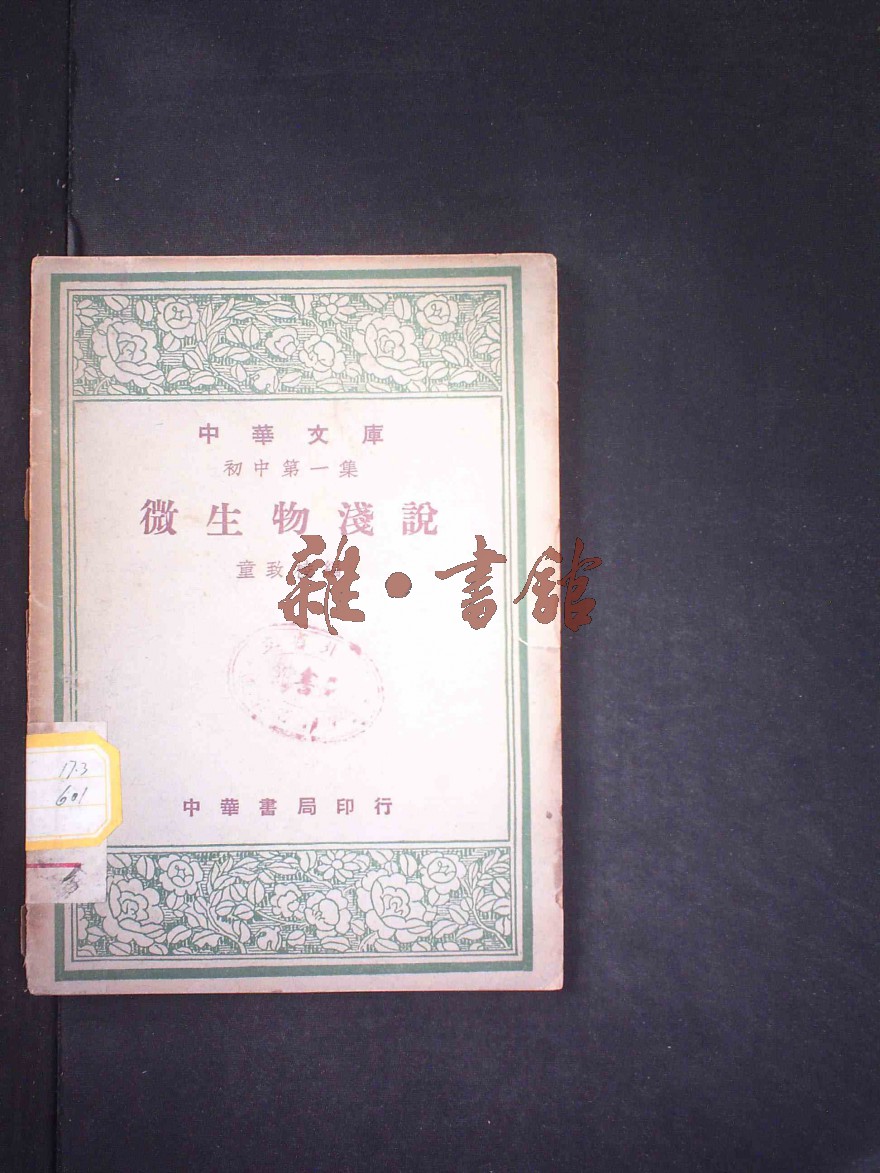 中華文庫
初中第一集
微生物淺說
童致
雜·書館
書
17.3
601
中華書局印行